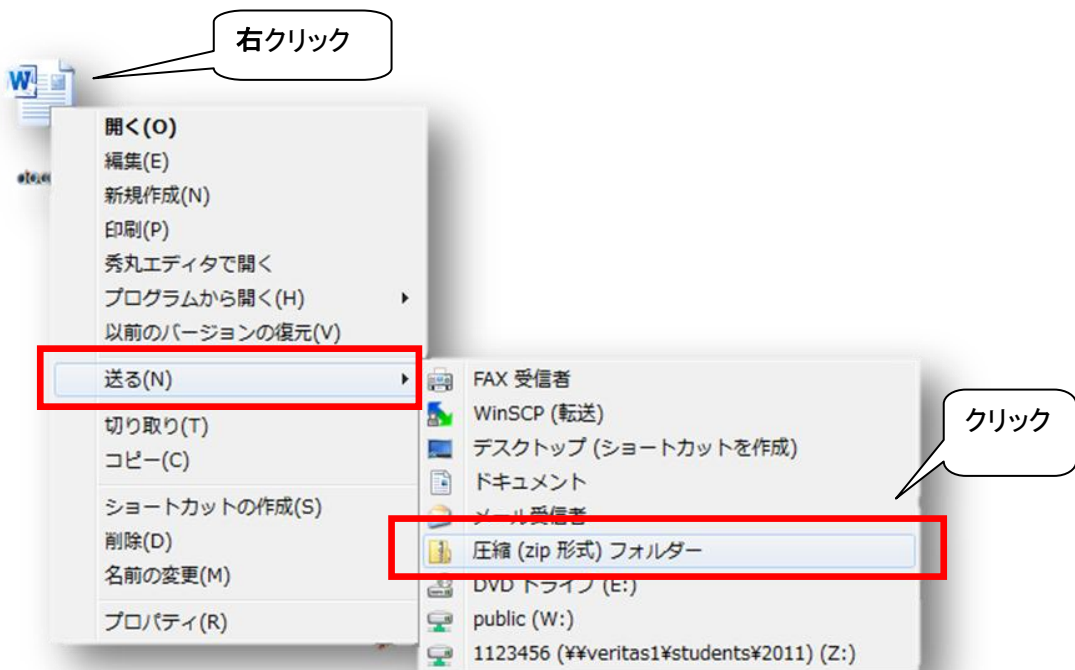 右クリック
W
開く(O)
編集(E)
新規作成(N)
印刷(P)
秀丸エディタで開く
プログラムから開く(H)
以前のバージョンの復元(V)
送る(N)
切り取り(T)
コピー(C)
ショートカットの作成(S)
削除(D)
名前の変更(M)
プロパティ(R)
FAX 受信者
WinSCP (転送)
デスクトップ (ショートカットを作成)
ドキュメント
メール受信者
圧縮 (zip 形式) フォルダー
DVD ドライブ (E:)
public (W:)
1123456 (¥¥veritas1¥students¥2011) (Z:)
クリック